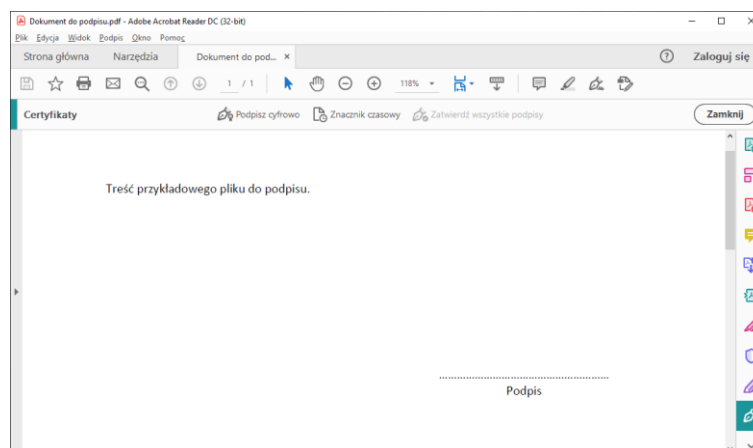 Dokument do podpisu.pdf - Adobe Acrobat Reader DC (32-bit)
Plik Edycja Widok Podpis Okno Pomoc
Strona główna Narzędzia Dokument do pod... × Zaloguj się
1 / 1 118%
Certyfikaty Podpisz cyfrowo Znacznik czasowy Zatwierdź wszystkie podpisy Zamknij
Treść przykładowego pliku do podpisu.
Podpis